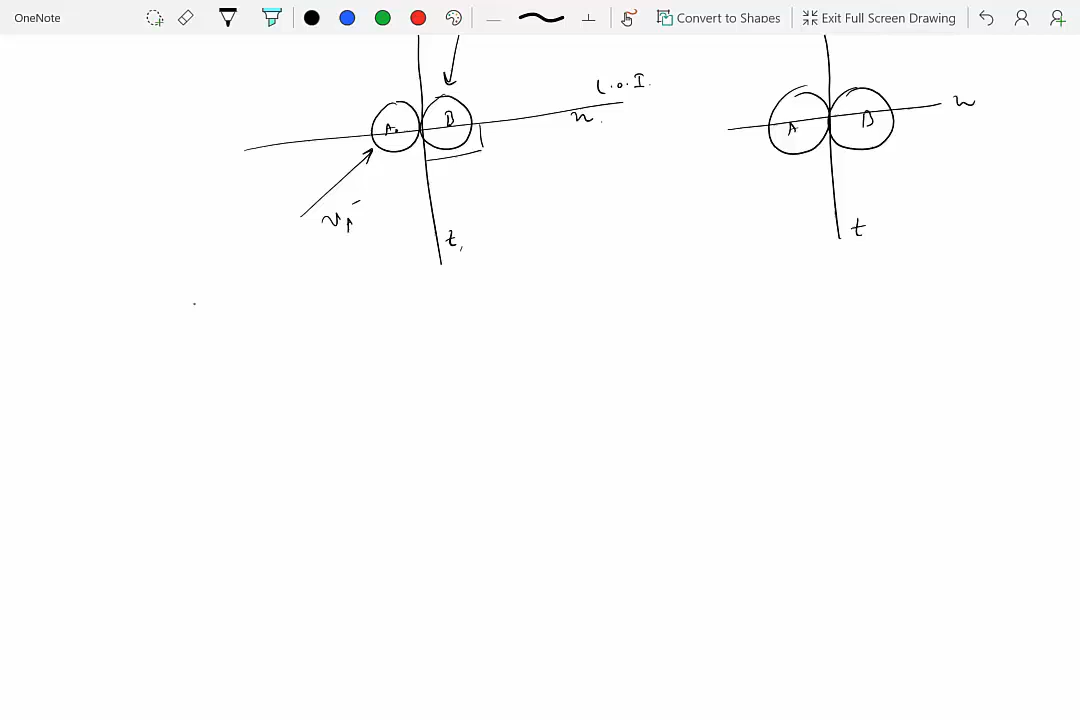 OneNote
Convert to Shapes
Exit Full Screen Drawing
L.o.I.
n.
A.
B
t,
A
B
n
t